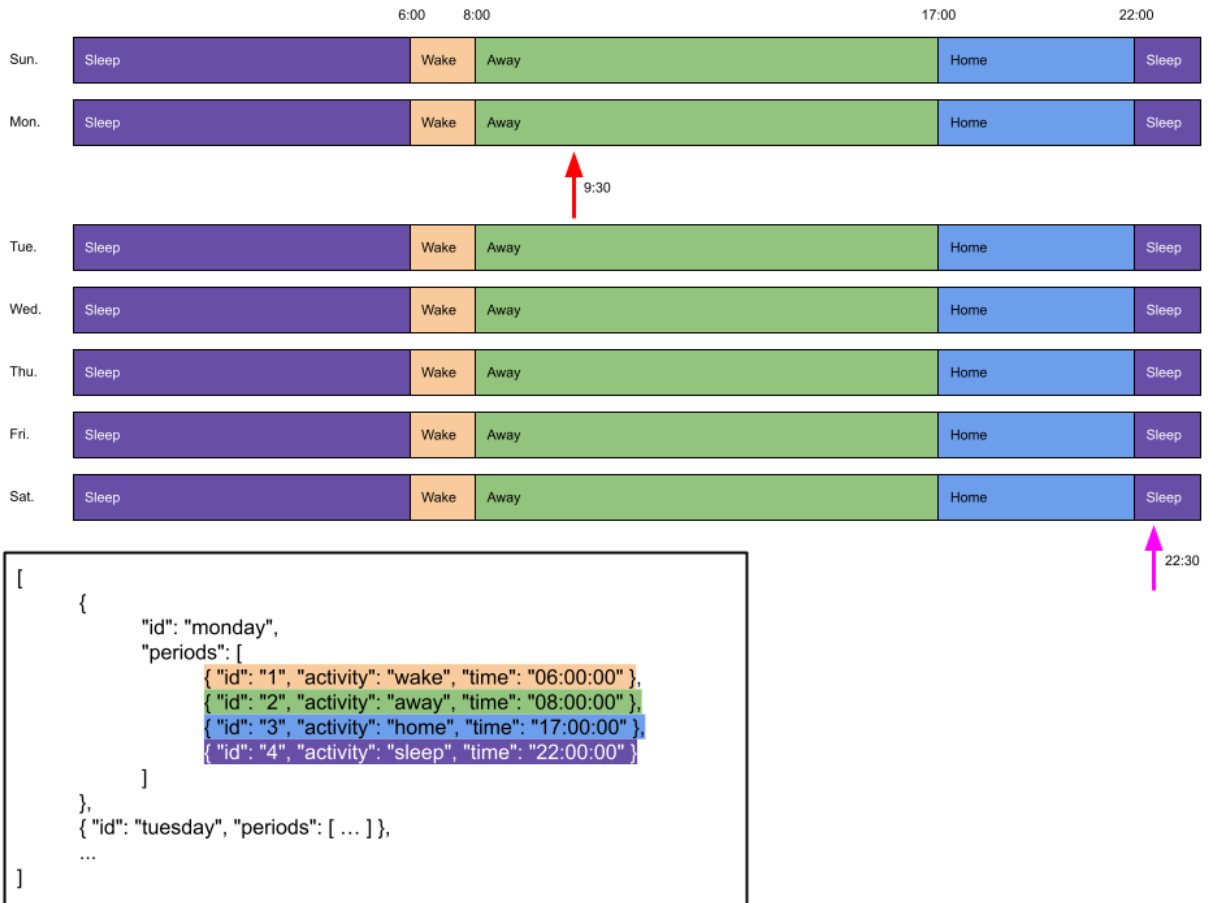 6:00 8:00 17:00 22:00
Sun. Sleep Wake Away Home Sleep
Mon. Sleep Wake Away Home Sleep
9:30
Tue. Sleep Wake Away Home Sleep
Wed. Sleep Wake Away Home Sleep
Thu. Sleep Wake Away Home Sleep
Fri. Sleep Wake Away Home Sleep
Sat. Sleep Wake Away Home Sleep
22:30
[
{
"id": "monday",
"periods": [
{ "id": "1", "activity": "wake", "time": "06:00:00" },
{ "id": "2", "activity": "away", "time": "08:00:00" },
{ "id": "3", "activity": "home", "time": "17:00:00" },
{ "id": "4", "activity": "sleep", "time": "22:00:00" }
]
},
{ "id": "tuesday", "periods": [ … ] },
...
]